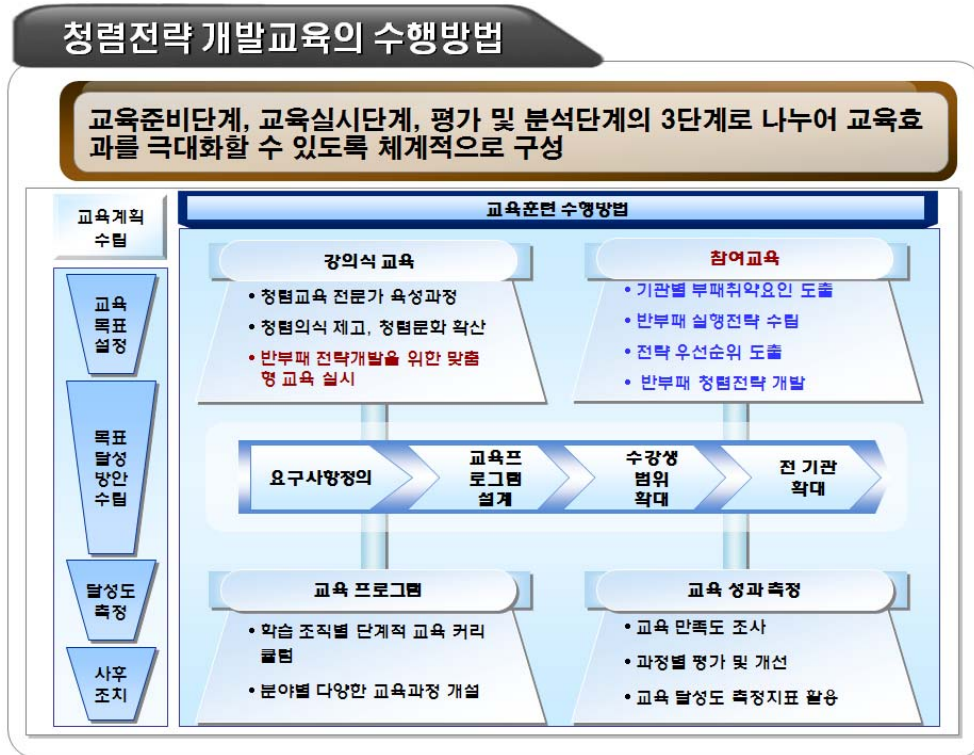 청렴전략 개발교육의 수행방법
교육준비단계, 교육실시단계, 평가 및 분석단계의 3단계로 나누어 교육효
과를 극대화할 수 있도록 체계적으로 구성
교육계획
수립
교육
목표
설정
목표
달성
방안
수립
달성도
측정
사후
조치
교육훈련 수행방법
강의식 교육
• 청렴교육 전문가 육성과정
• 청렴의식 제고, 청렴문화 확산
• 반부패 전략개발을 위한 맞춤
형 교육 실시
참여교육
• 기관별 부패취약요인 도출
• 반부패 실행전략 수립
• 전략 우선순위 도출
• 반부패 청렴전략 개발
요구사항정의
교육프
로그램
설계
수강생
범위
확대
전 기관
확대
교육 프로그램
• 학습 조직별 단계적 교육 커리
큘럼
• 분야별 다양한 교육과정 개설
교육 성과 측정
• 교육 만족도 조사
• 과정별 평가 및 개선
• 교육 달성도 측정지표 활용